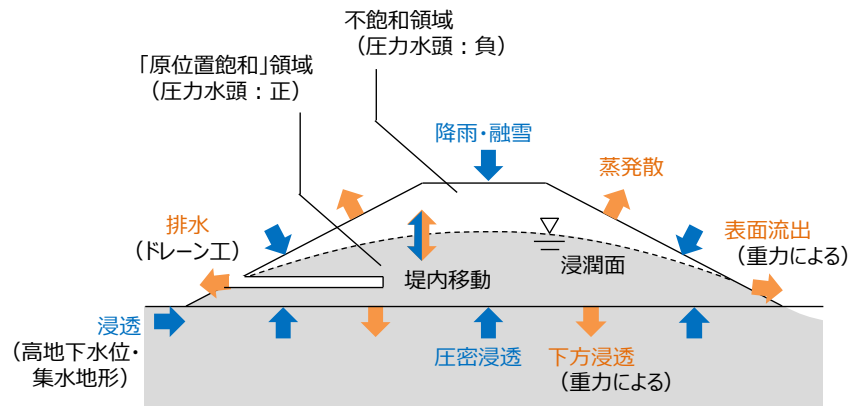 不飽和領域
（圧力水頭：負）
「原位置飽和」領域
（圧力水頭：正）
降雨・融雪
蒸発散
排水
（ドレーン工）
表面流出
（重力による）
浸潤面
堤内移動
浸透
（高地下水位・
集水地形）
圧密浸透
下方浸透
（重力による）